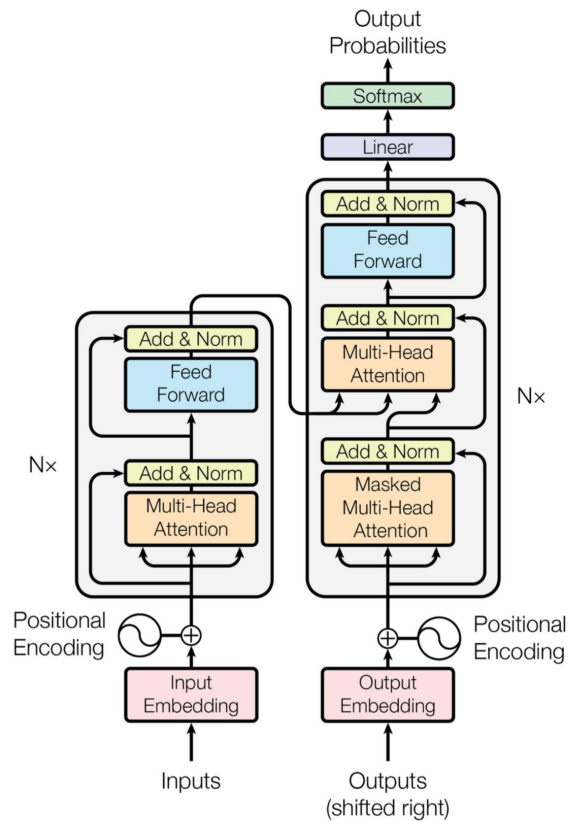 Output
Probabilities
Softmax
Linear
Add & Norm
Feed
Forward
Add & Norm
Multi-Head
Attention
Add & Norm
Masked
Multi-Head
Attention
N×
Add & Norm
Feed
Forward
Add & Norm
Multi-Head
Attention
N×
Positional
Encoding
Positional
Encoding
Input
Embedding
Output
Embedding
Inputs
Outputs
(shifted right)